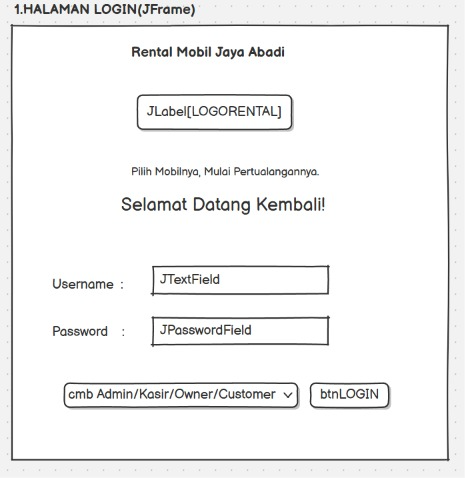 1.HALAMAN LOGIN(JFrame)
Rental Mobil Jaya Abadi
JLabel[LOGORENTAL]
Pilih Mobilnya, Mulai Pertualangannya.
Selamat Datang Kembali!
Username :
JTextField
Password :
JPasswordField
cmb Admin/Kasir/Owner/Customer
btnLOGIN